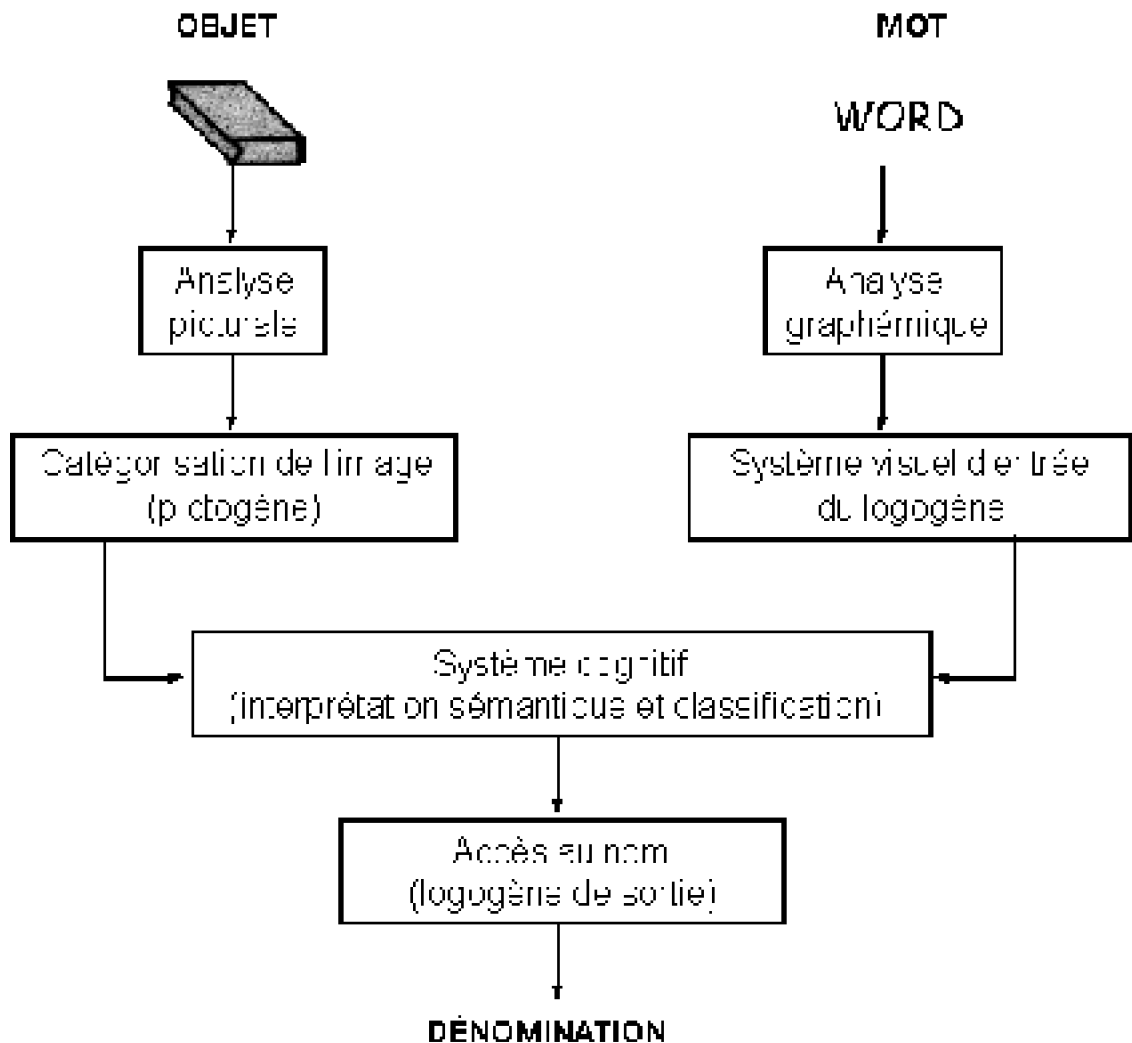 OBJET
MOT
WORD
Analyse
picturale
Analyse
graphémique
Catégorisation de l'image
(pictogène)
Système visuel d'entrée
du logogène
Système cognitif
(interprétation sémantique et classification)
Accès au nom
(logogène de sortie)
DÉNOMINATION